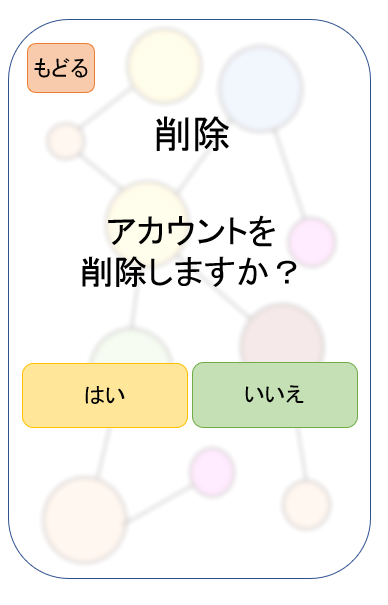 もどる
削除
アカウントを
削除しますか？
はい
いいえ